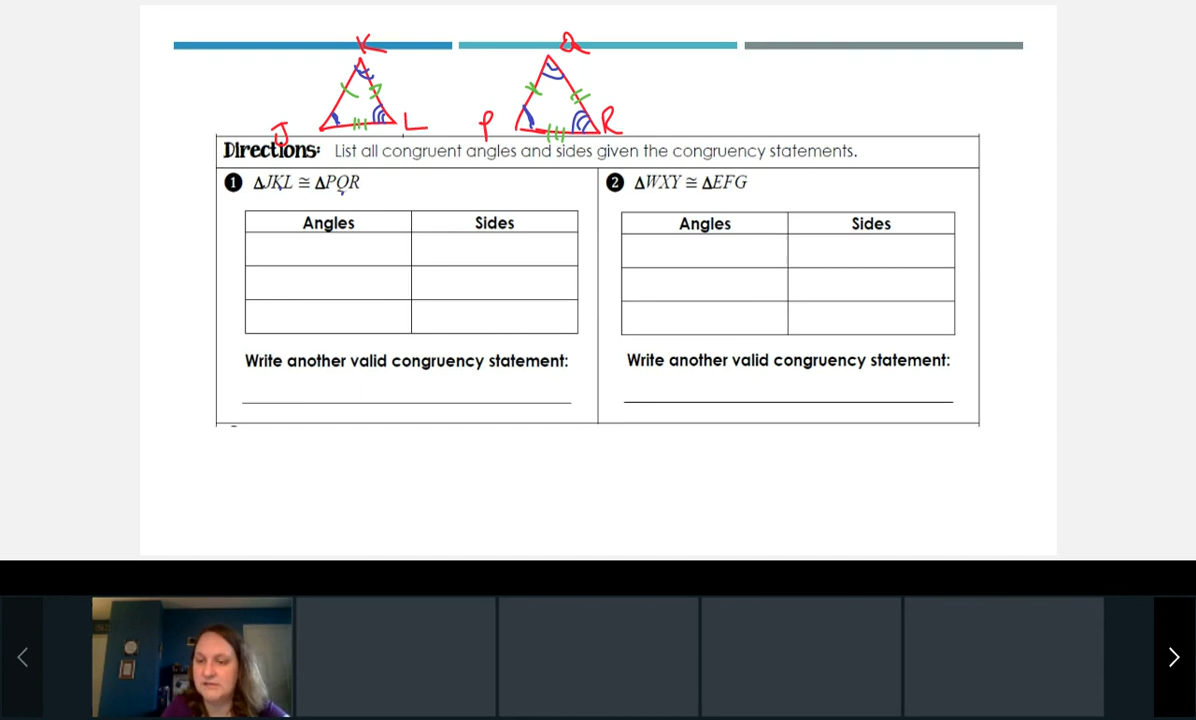 K Q
J L P R
Directions: List all congruent angles and sides given the congruency statements.
1 ΔJKL ≅ ΔPQR
2 ΔWXY ≅ ΔEFG
Angles Sides
Angles Sides
Write another valid congruency statement:
Write another valid congruency statement: